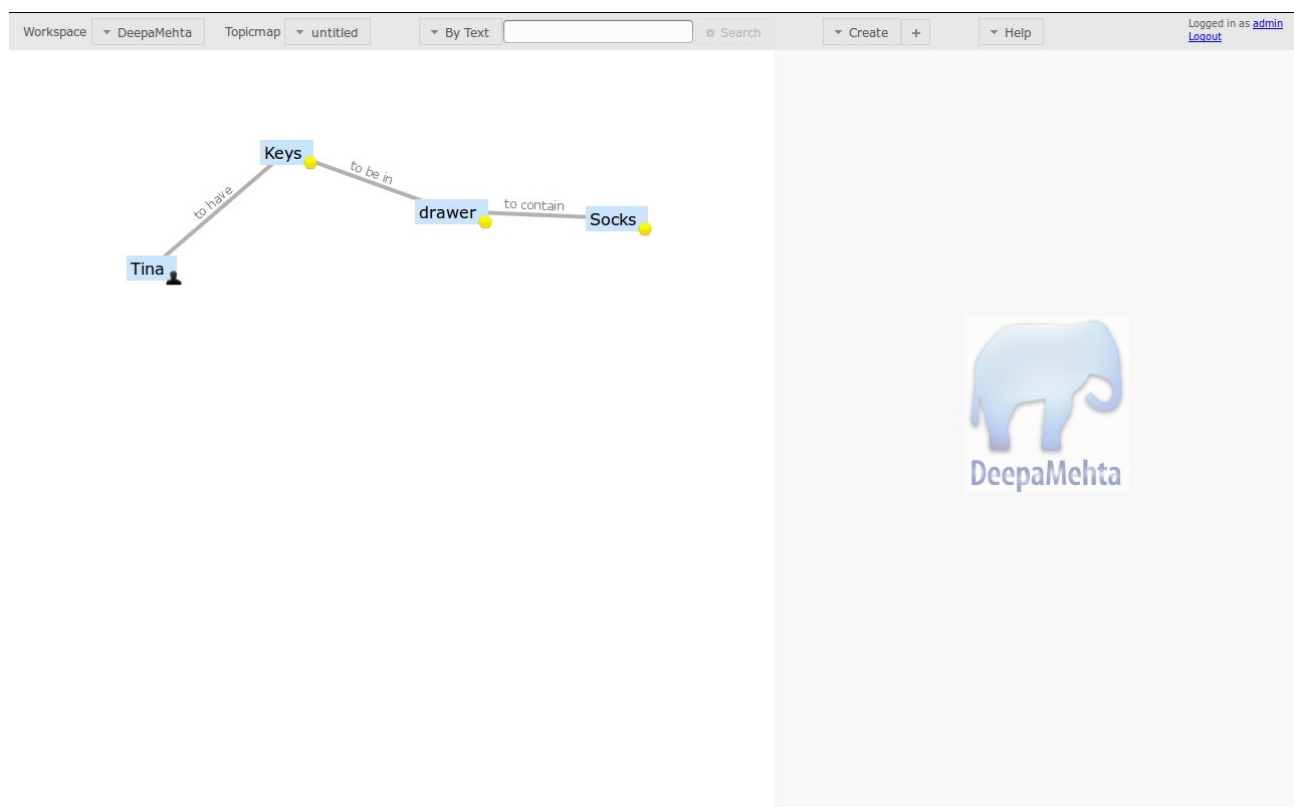 Workspace DeepaMehta Topicmap untitled By Text Search Create + Help Logged in as admin
Logout
Keys
to be in
to have
drawer
to contain
Socks
Tina
DeepaMehta